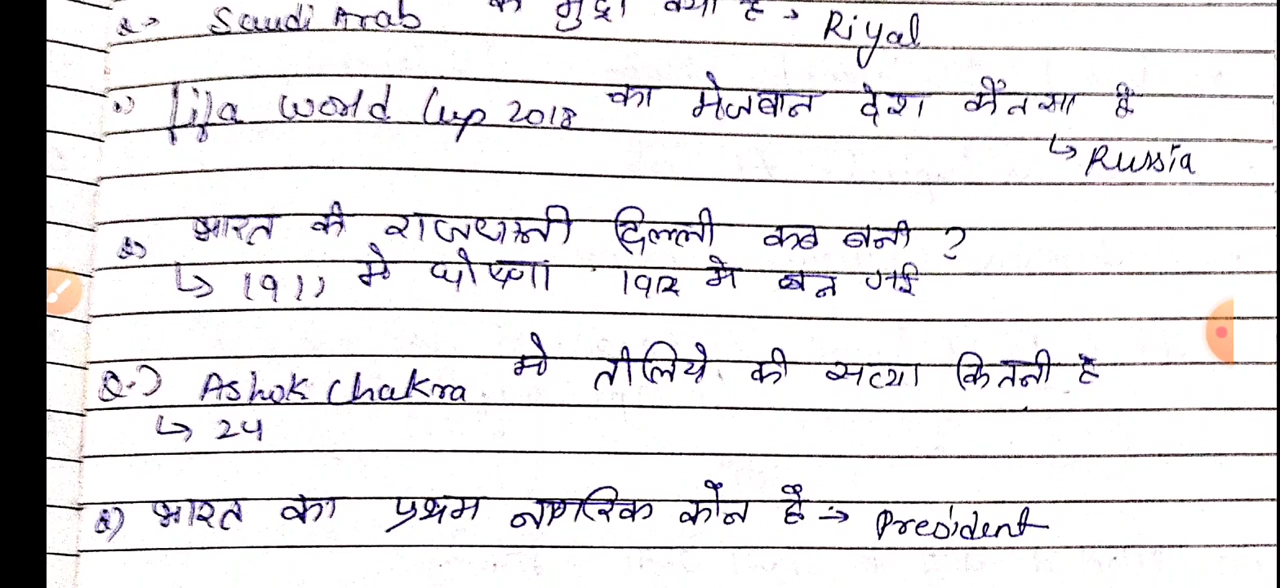 Q→ Saudi Arab की मुद्रा क्या है → Riyal
Q) fifa world Cup 2018 का मेजबान देश कौनसा है
↳ Russia
Q) भारत की राजधानी दिल्ली कब बनी ?
↳ 1911 मे घोषणा 1912 मे बन गई
Q.→) Ashok Chakra मे तीलिये की सख्या कितनी है
↳ 24
Q) भारत का प्रथम नागरिक कौन है → President